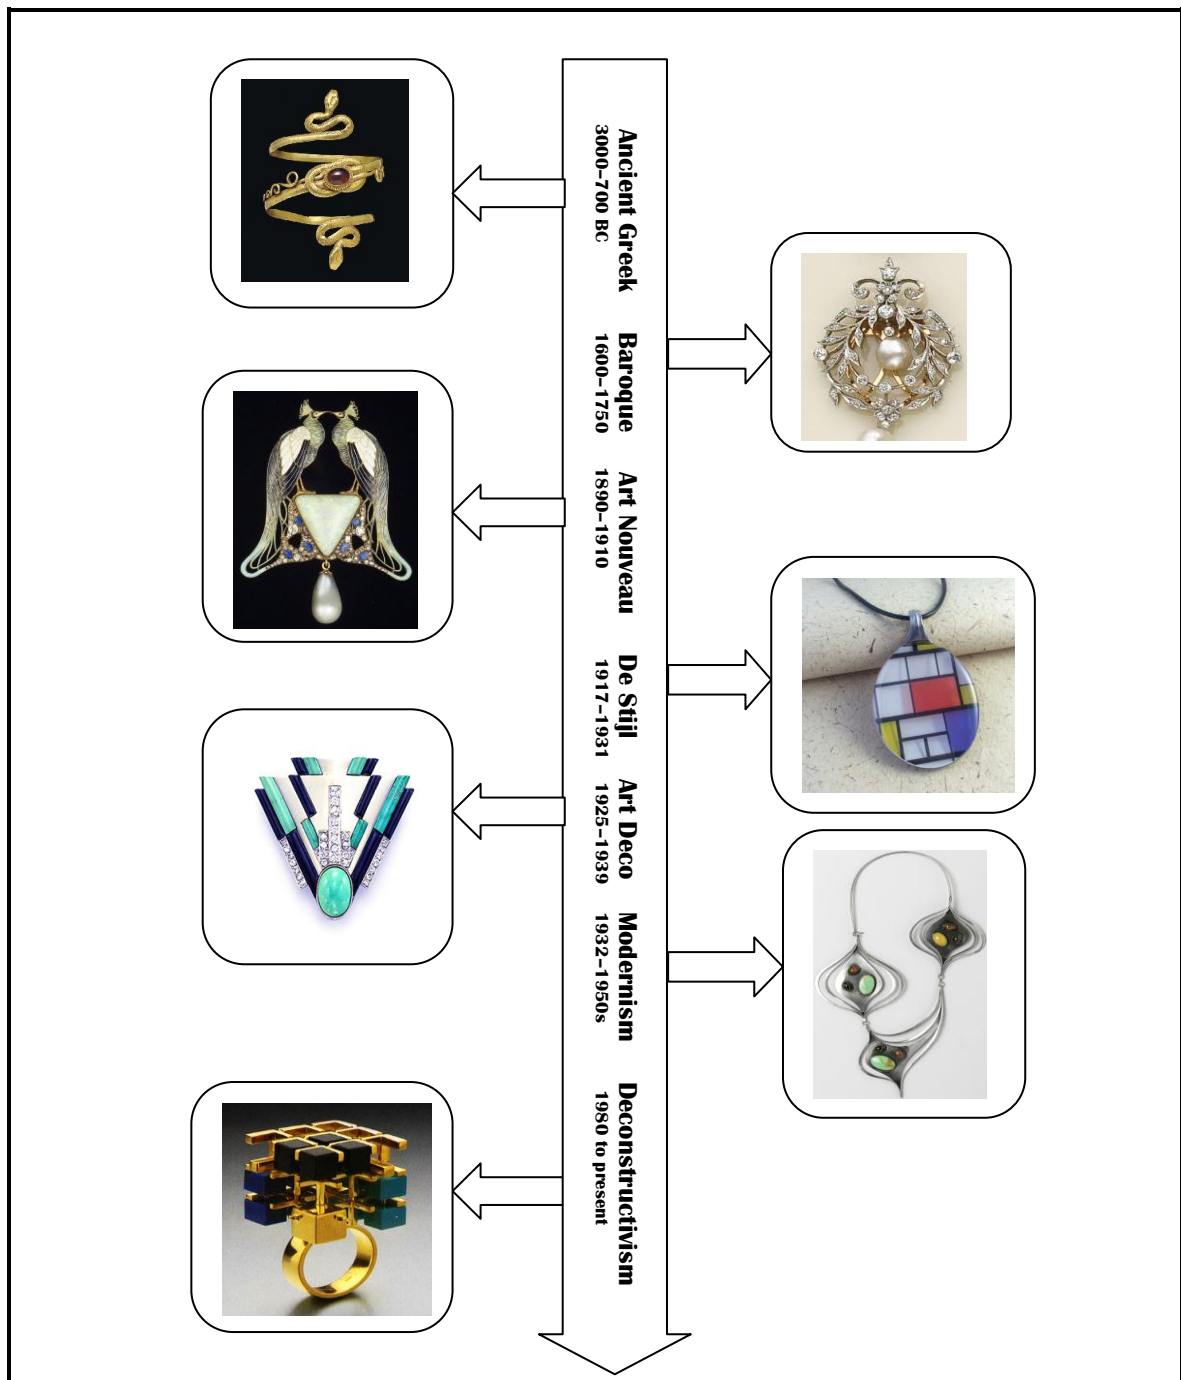 Ancient Greek
3000–700 BC
Baroque
1600–1750
Art Nouveau
1890–1910
De Stijl
1917–1931
Art Deco
1925–1939
Modernism
1932–1950s
Deconstructivism
1980 to present